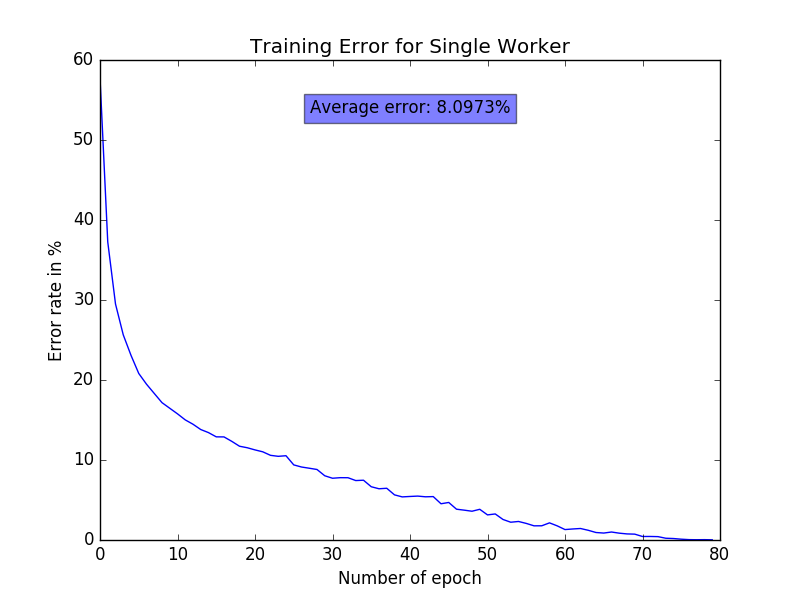 Training Error for Single Worker
Average error: 8.0973%
60
50
40
30
20
10
0
Error rate in %
0 10 20 30 40 50 60 70 80
Number of epoch